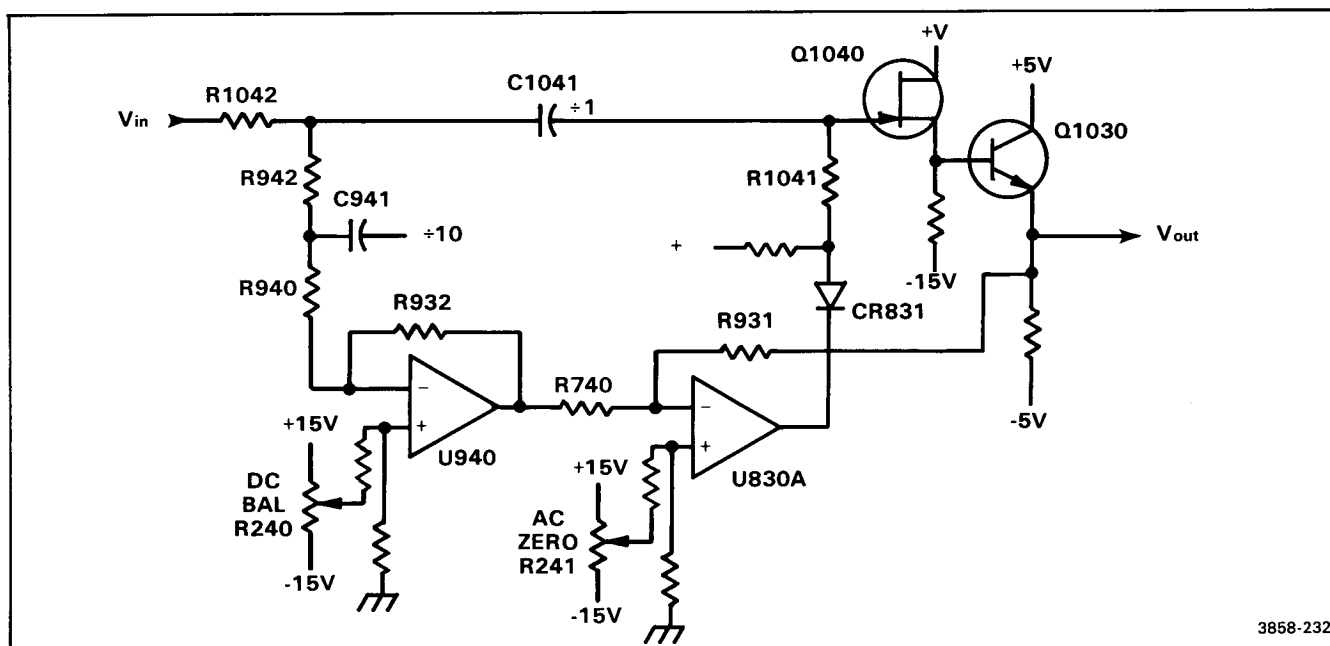 Q1040
+V
+5V
C1041
÷1
R1042
Vin
Q1030
R942
R1041
C941
÷10
+
Vout
-15V
R940
CR831
R932
R931
R740
-5V
−
+
U940
−
+
U830A
+15V
DC
BAL
R240
-15V
+15V
AC
ZERO
R241
-15V
3858-232